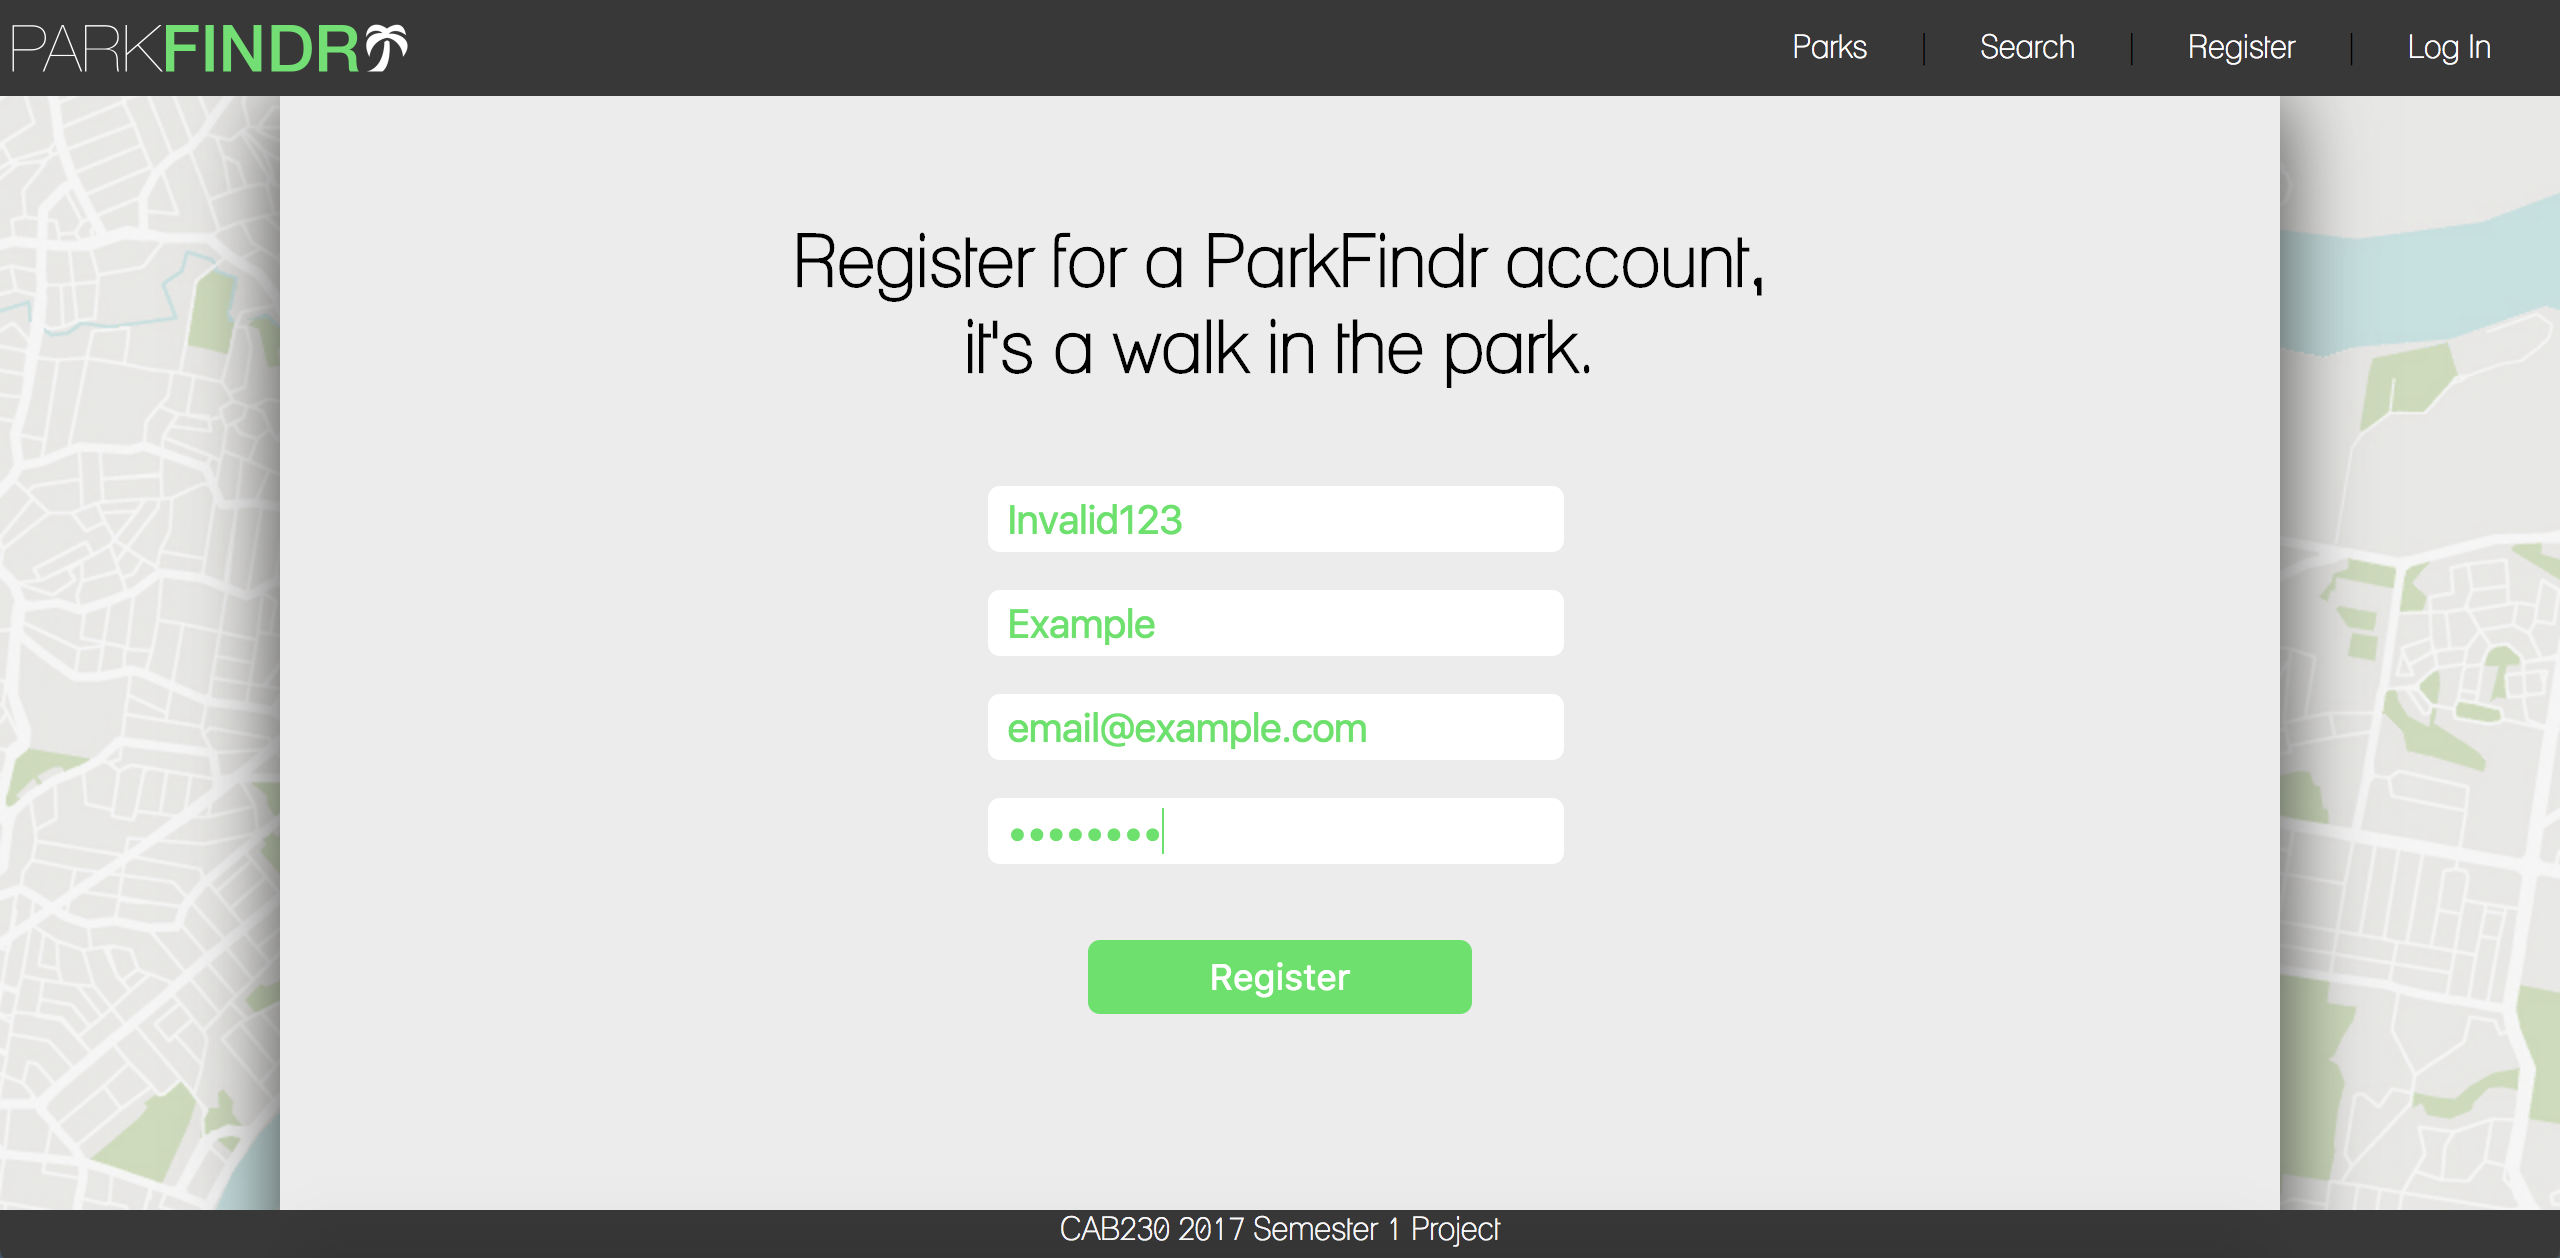 PARKFINDR
Parks | Search | Register | Log In
Register for a ParkFindr account,
it's a walk in the park.
Invalid123
Example
email@example.com
••••••••
Register
CAB230 2017 Semester 1 Project